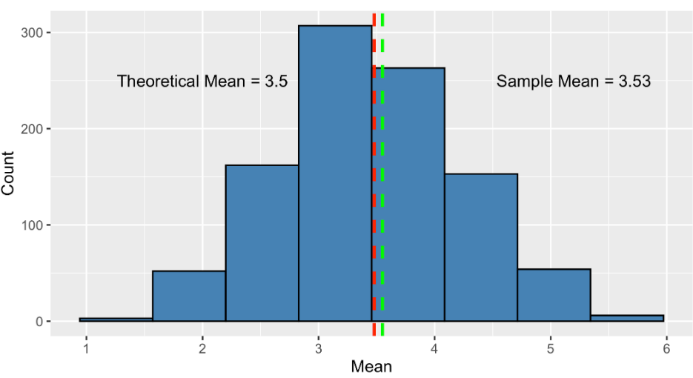 300
200
100
0
Count
Theoretical Mean = 3.5
Sample Mean = 3.53
1 2 3 4 5 6
Mean